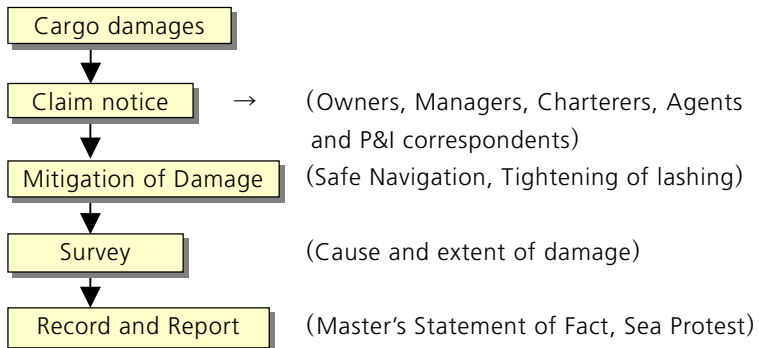 Cargo damages
Claim notice → (Owners, Managers, Charterers, Agents
and P&I correspondents)
Mitigation of Damage (Safe Navigation, Tightening of lashing)
Survey (Cause and extent of damage)
Record and Report (Master's Statement of Fact, Sea Protest)